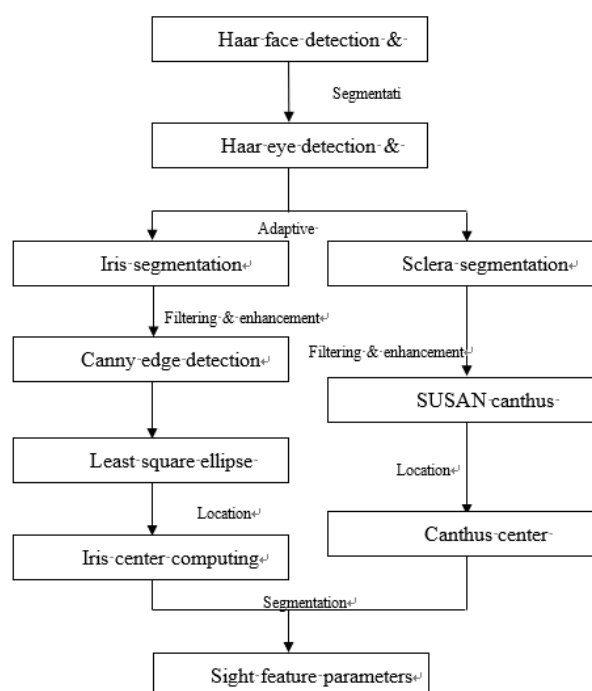 Haar face detection &
Segmentati
Haar eye detection &
Adaptive
Iris segmentation
Sclera segmentation
Filtering & enhancement
Canny edge detection
Filtering & enhancement
SUSAN canthus
Least square ellipse
Location
Location
Canthus center
Iris center computing
Segmentation
Sight feature parameters